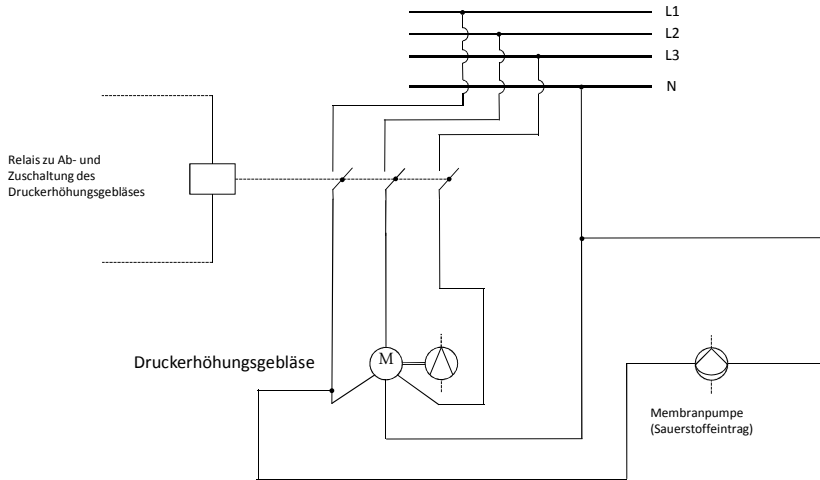 L1
L2
L3
N
Relais zu Ab- und
Zuschaltung des
Druckerhöhungsgebläses
Druckerhöhungsgebläse
M
Membranpumpe
(Sauerstoffeintrag)